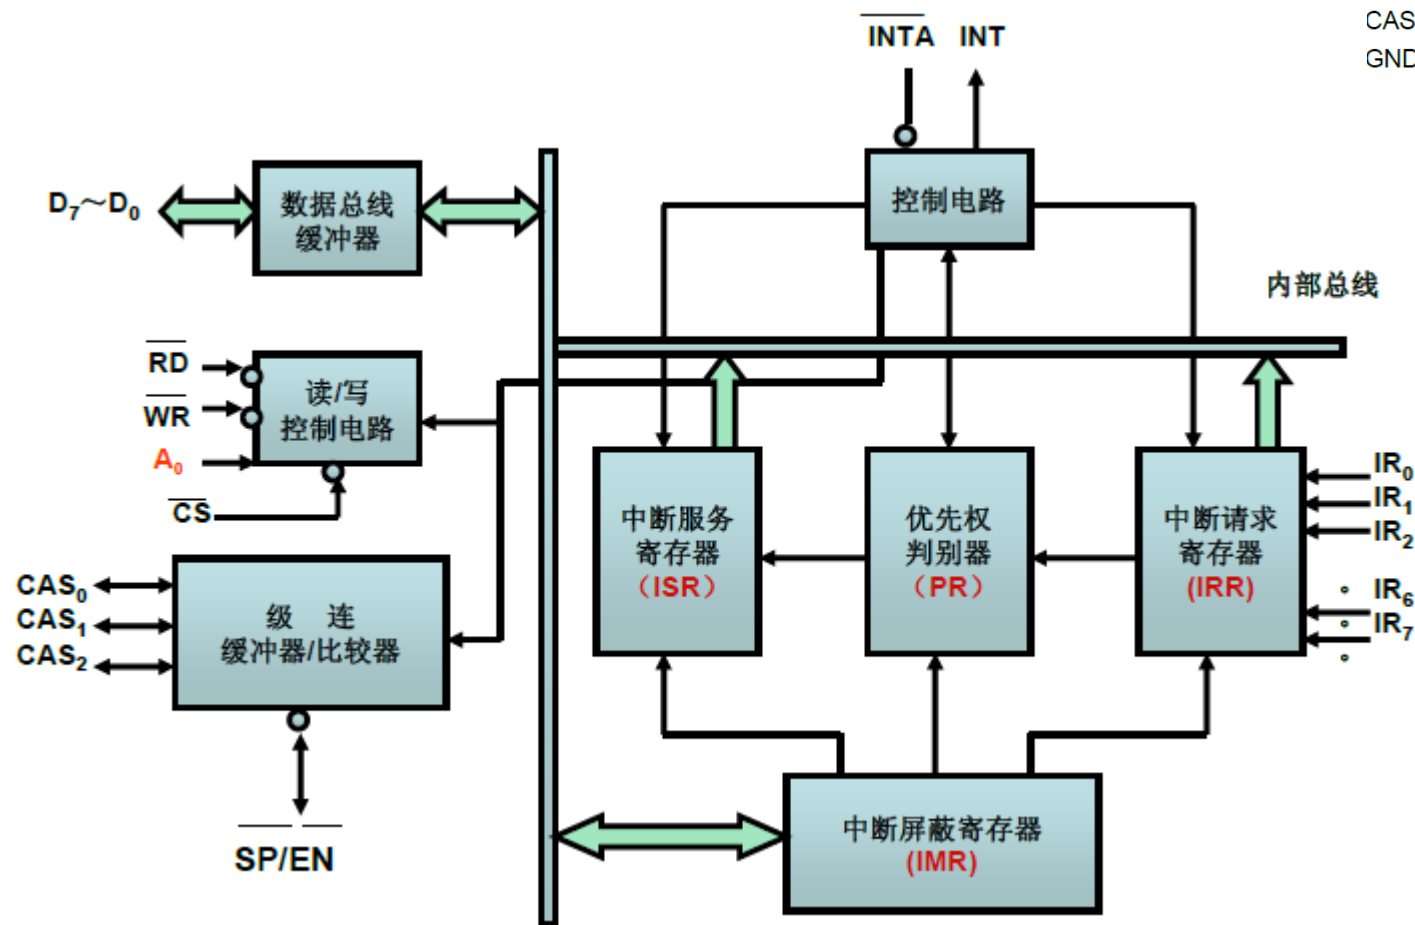 INTA INT
CAS
GND
D7～D0
数据总线
缓冲器
控制电路
内部总线
RD
WR
A0
CS
读/写
控制电路
中断服务
寄存器
（ISR）
优先权
判别器
（PR）
中断请求
寄存器
(IRR)
IR0
IR1
IR2
IR6
IR7
CAS0
CAS1
CAS2
级 连
缓冲器/比较器
SP/EN
中断屏蔽寄存器
(IMR)